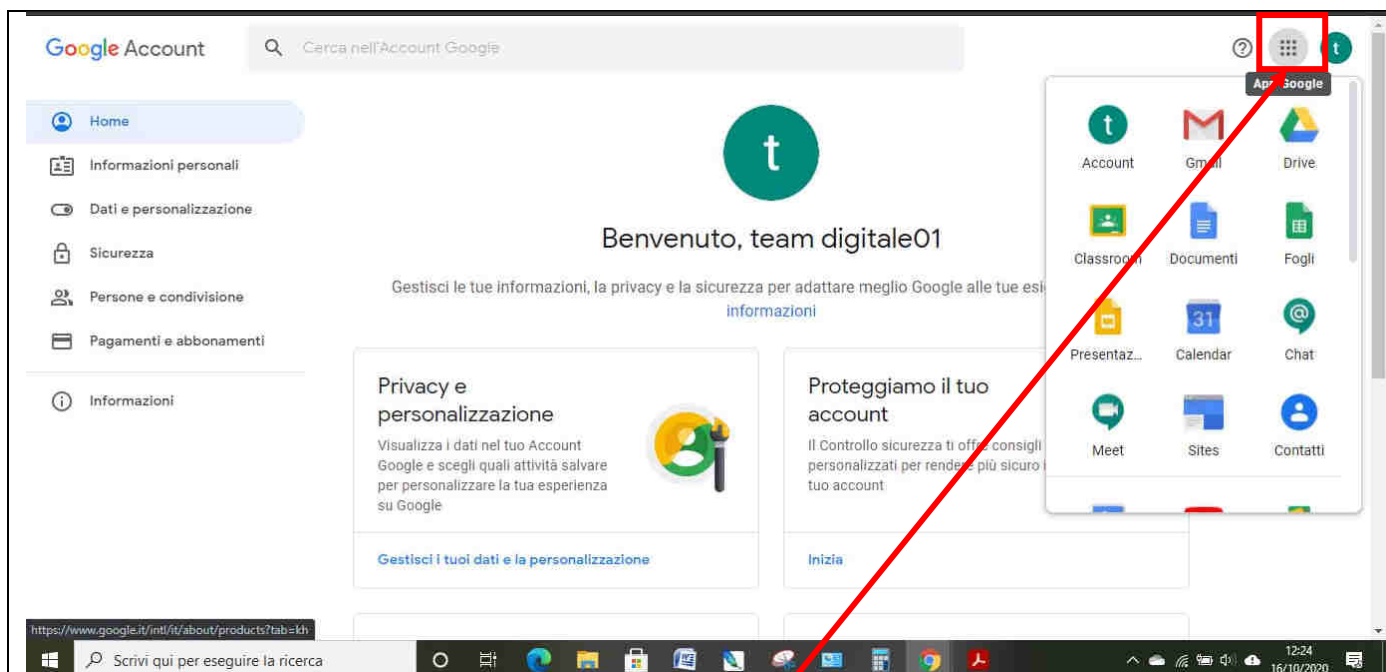 Google Account
Cerca nell'Account Google
t
App Google
Home
Informazioni personali
Dati e personalizzazione
Sicurezza
Persone e condivisione
Pagamenti e abbonamenti
Informazioni
t
Benvenuto, team digitale01
Gestisci le tue informazioni, la privacy e la sicurezza per adattare meglio Google alle tue
informazioni
Privacy e
personalizzazione
Visualizza i dati nel tuo Account
Google e scegli quali attività salvare
per personalizzare la tua esperienza
su Google
Gestisci i tuoi dati e la personalizzazione
Proteggiamo il tuo
account
Il Controllo sicurezza ti offre consigli
personalizzati per rendere più sicuro
tuo account
Inizia
t
Account
Gmail
Drive
Classroom
Documenti
Fogli
Presentaz...
31
Calendar
Chat
Meet
Sites
Contatti
https://www.google.it/intl/it/about/products?tab=kh
Scrivi qui per eseguire la ricerca
12:24
16/10/2020